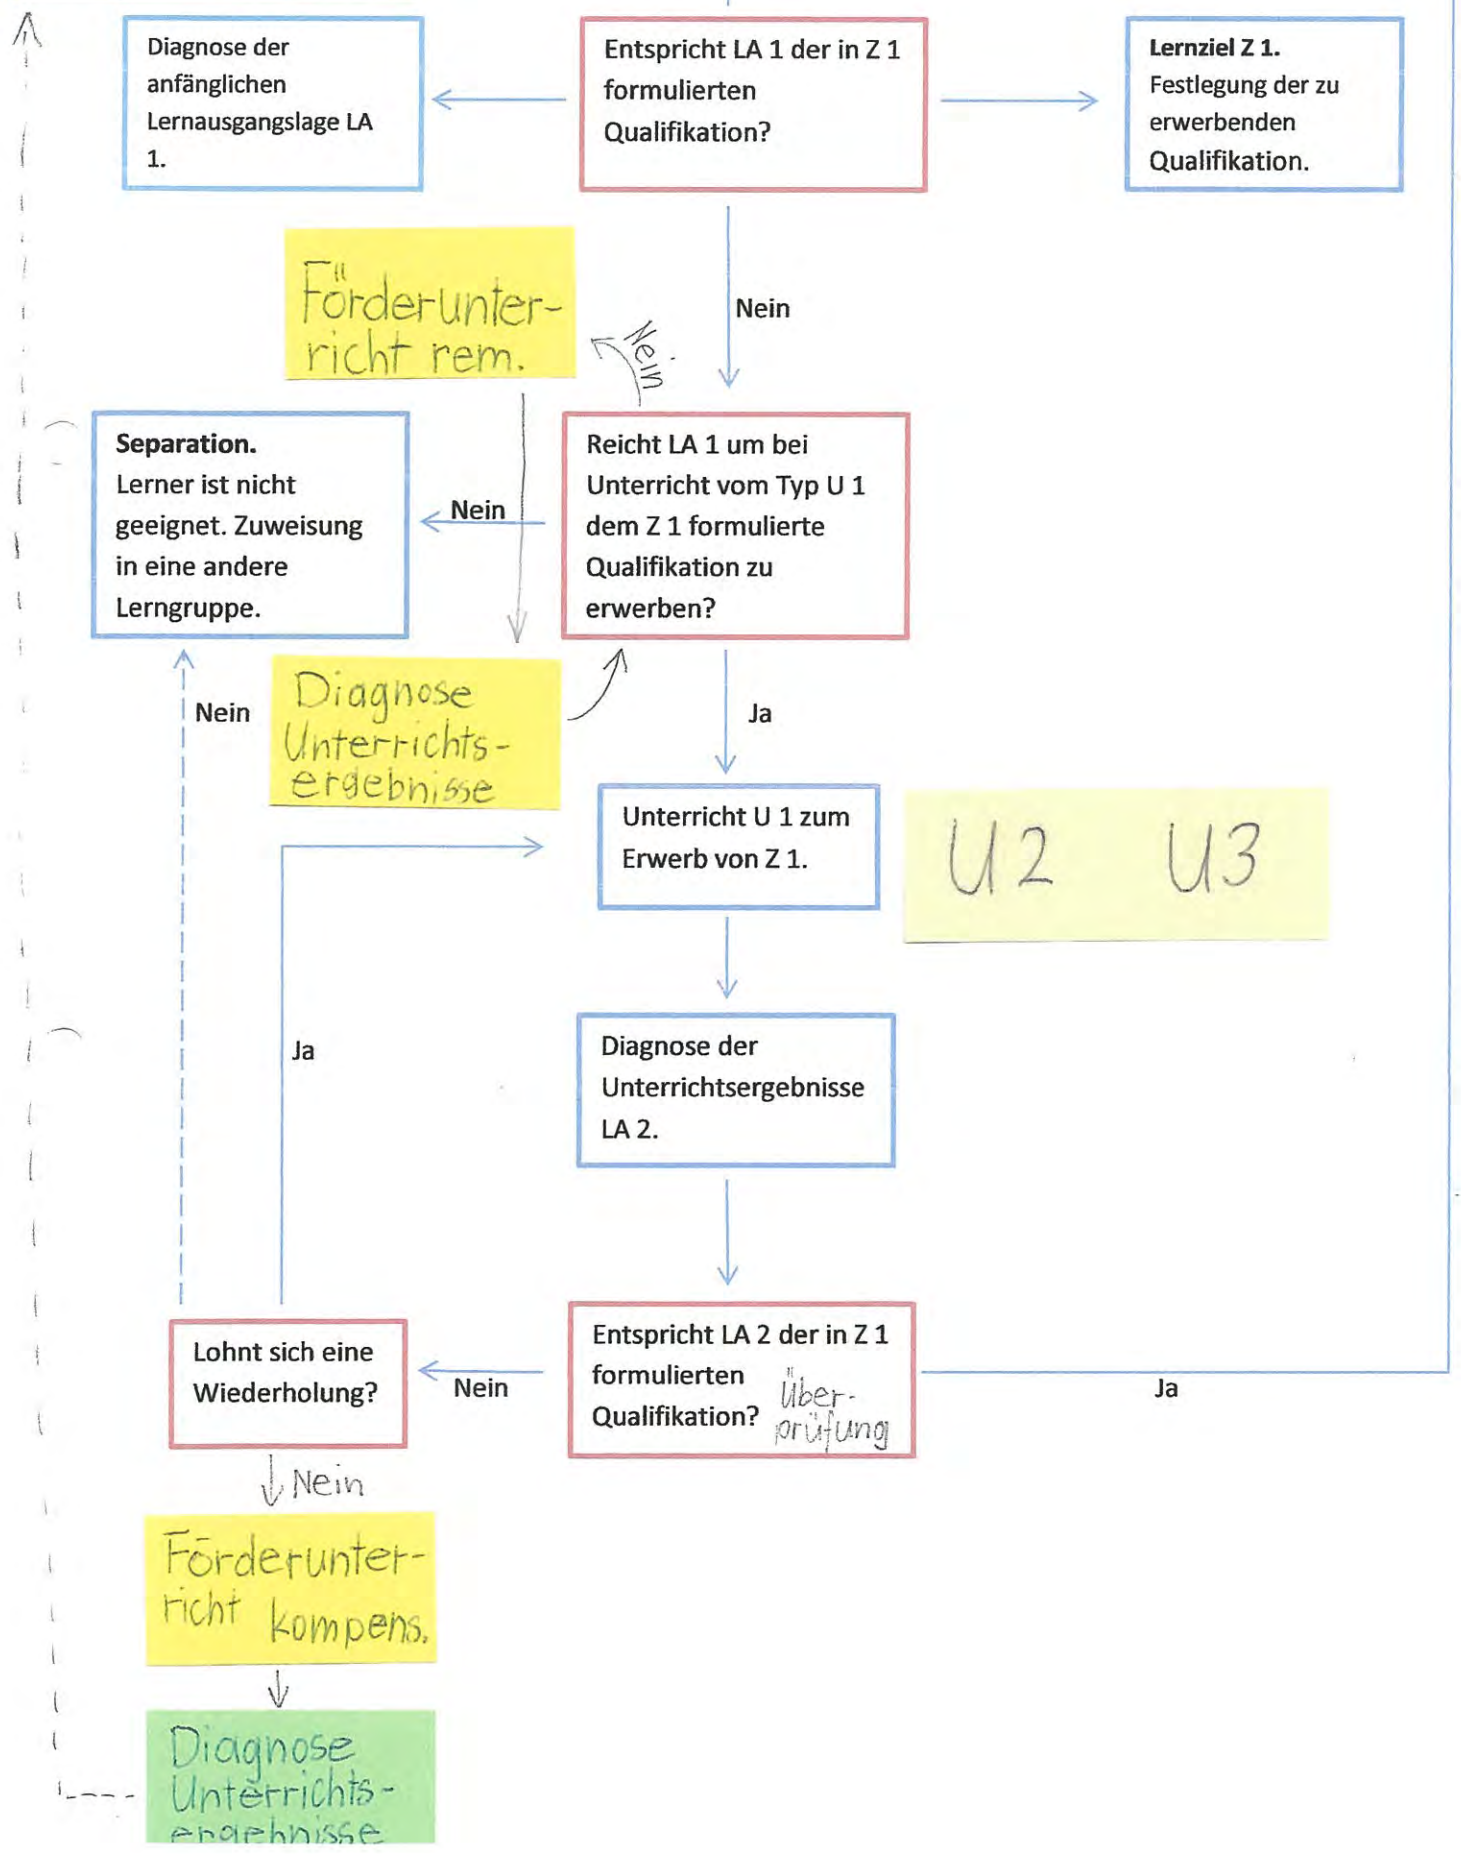 Diagnose der
anfänglichen
Lernausgangslage LA
1.
Entspricht LA 1 der in Z 1
formulierten
Qualifikation?
Lernziel Z 1.
Festlegung der zu
erwerbenden
Qualifikation.
Nein
Förderunter-
richt rem.
Nein
Separation.
Lerner ist nicht
geeignet. Zuweisung
in eine andere
Lerngruppe.
Nein
Reicht LA 1 um bei
Unterricht vom Typ U 1
dem Z 1 formulierte
Qualifikation zu
erwerben?
Nein
Diagnose
Unterrichts-
ergebnisse
Ja
Unterricht U 1 zum
Erwerb von Z 1.
U2 U3
Ja
Diagnose der
Unterrichtsergebnisse
LA 2.
Lohnt sich eine
Wiederholung?
Nein
Entspricht LA 2 der in Z 1
formulierten
Qualifikation?
Über-
prüfung
Ja
Nein
Förderunter-
richt kompens.
Diagnose
Unterrichts-
ergebnisse